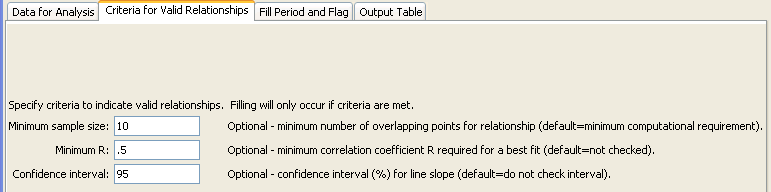 Data for Analysis Criteria for Valid Relationships Fill Period and Flag Output Table
Specify criteria to indicate valid relationships. Filling will only occur if criteria are met.
Minimum sample size: 10 Optional - minimum number of overlapping points for relationship (default=minimum computational requirement).
Minimum R: .5 Optional - minimum correlation coefficient R required for a best fit (default=not checked).
Confidence interval: 95 Optional - confidence interval (%) for line slope (default=do not check interval).